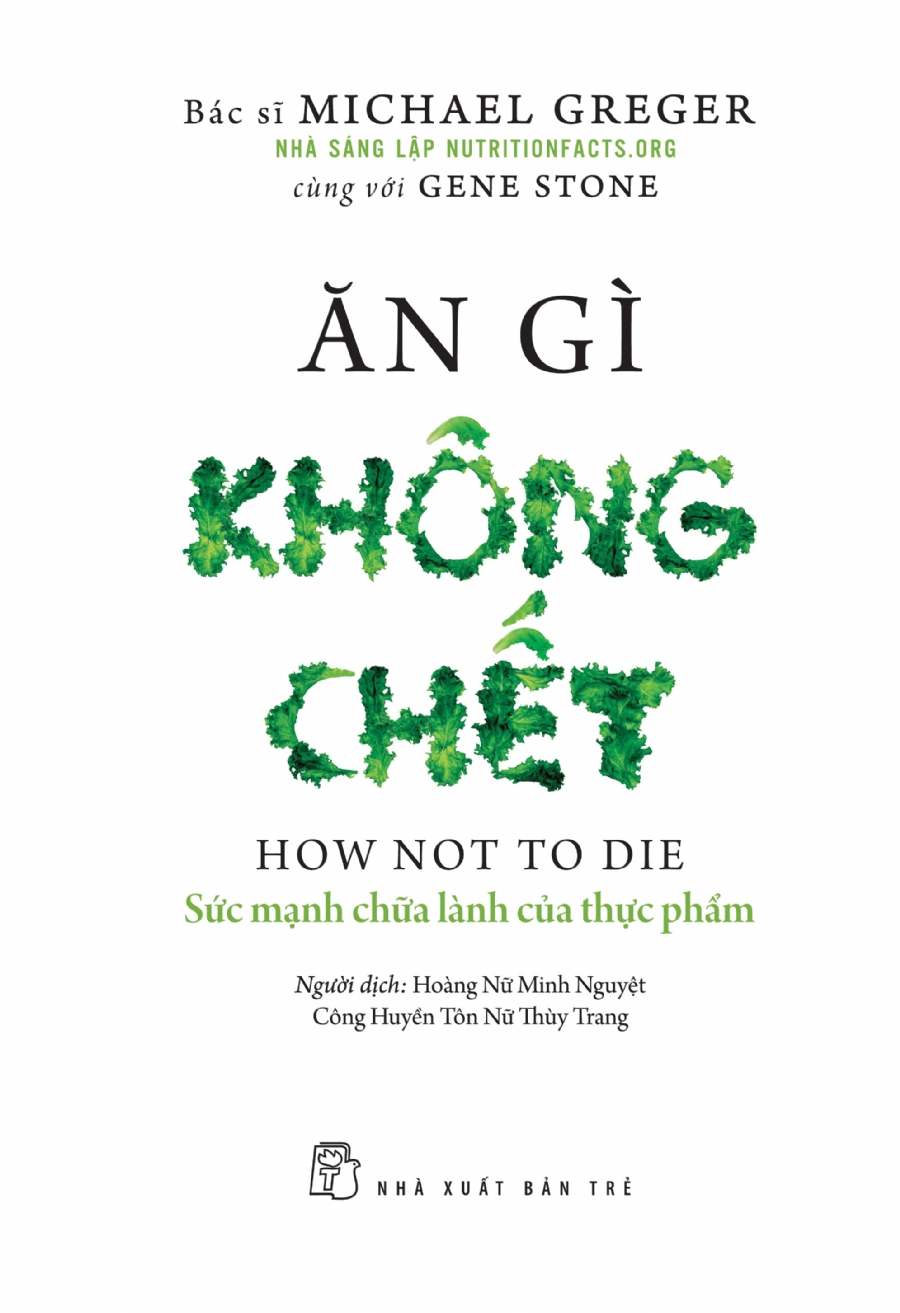 Bác sĩ MICHAEL GREGER
NHÀ SÁNG LẬP NUTRITIONFACTS.ORG
cùng với GENE STONE
ĂN GÌ
KHÔNG
CHẾT
HOW NOT TO DIE
Sức mạnh chữa lành của thực phẩm
Người dịch: Hoàng Nữ Minh Nguyệt
Công Huyền Tôn Nữ Thùy Trang
T
NHÀ XUẤT BẢN TRẺ